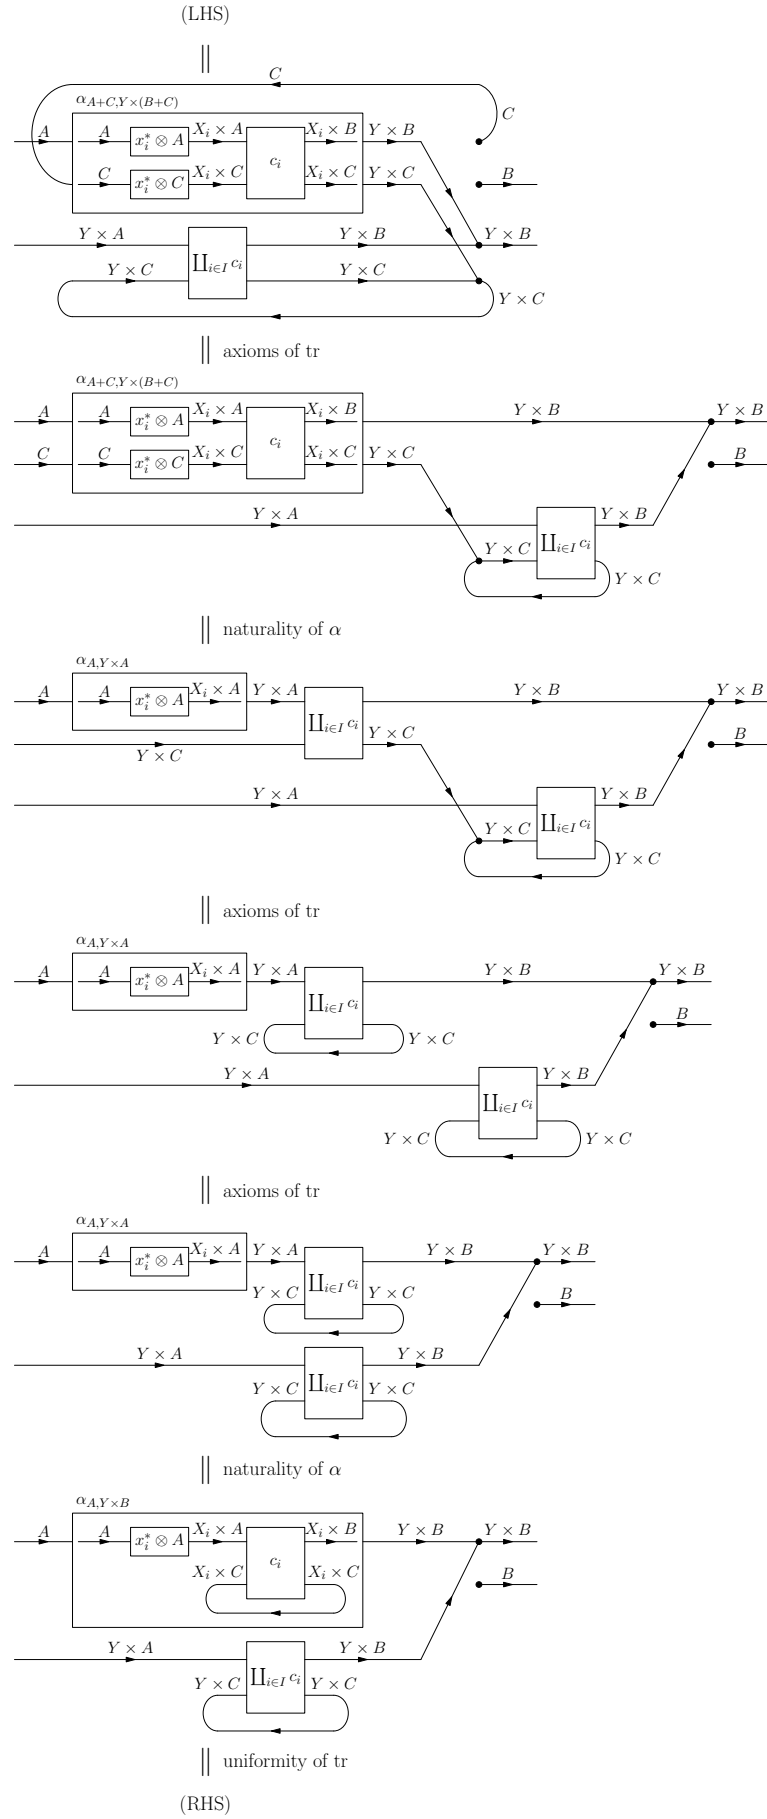 (LHS)
||
C
α_{A+C,Y×(B+C)}
C
A A x_i^* ⊗ A X_i × A c_i X_i × B Y × B
C x_i^* ⊗ C X_i × C X_i × C Y × C B
Y × A ∐_{i∈I} c_i Y × B Y × B
Y × C Y × C Y × C
|| axioms of tr
α_{A+C,Y×(B+C)}
A A x_i^* ⊗ A X_i × A c_i X_i × B Y × B Y × B
C C x_i^* ⊗ C X_i × C X_i × C Y × C B
Y × A Y × B
Y × C ∐_{i∈I} c_i
Y × C
|| naturality of α
α_{A,Y×A}
A A x_i^* ⊗ A X_i × A Y × A ∐_{i∈I} c_i Y × B Y × B
Y × C Y × C B
Y × A Y × B
Y × C ∐_{i∈I} c_i
Y × C
|| axioms of tr
α_{A,Y×A}
A A x_i^* ⊗ A X_i × A Y × A ∐_{i∈I} c_i Y × B Y × B
Y × C Y × C B
Y × A ∐_{i∈I} c_i Y × B
Y × C Y × C
|| axioms of tr
α_{A,Y×A}
A A x_i^* ⊗ A X_i × A Y × A ∐_{i∈I} c_i Y × B Y × B
Y × C Y × C B
Y × A ∐_{i∈I} c_i Y × B
Y × C Y × C
|| naturality of α
α_{A,Y×B}
A A x_i^* ⊗ A X_i × A c_i X_i × B Y × B Y × B
X_i × C X_i × C B
Y × A ∐_{i∈I} c_i Y × B
Y × C Y × C
|| uniformity of tr
(RHS)